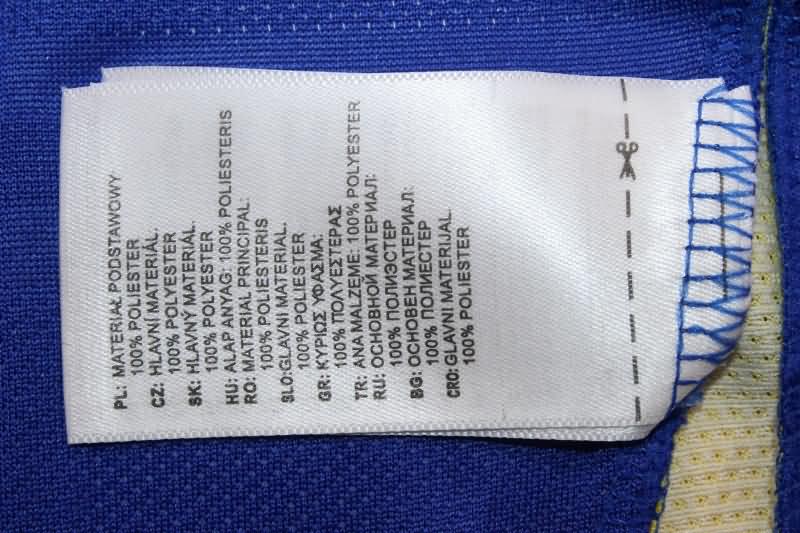 PL: MATERIAŁ PODSTAWOWY
100% POLIESTER
CZ: HLAVNÍ MATERIÁL.
100% POLYESTER
SK: HLAVNÝ MATERIÁL.
100% POLYESTER
HU: ALAP ANYAG: 100% POLIESTERIS
RO: MATERIAL PRINCIPAL:
100% POLIESTERIS
SLO:GLAVNI MATERIAL.
100% POLIESTER
GR: ΚΥΡΙΩΣ ΥΦΑΣΜΑ:
100% ΠΟΛΥΕΣΤΕΡΑΣ
TR: ANA MALZEME: 100% POLYESTER
RU: ОСНОВНОЙ МАТЕРИАЛ:
100% ПОЛИЭСТЕР
BG: ОСНОВЕН МАТЕРИАЛ:
100% ПОЛИЕСТЕР
CRO:GLAVNI MATERIJAL.
100% POLIESTER